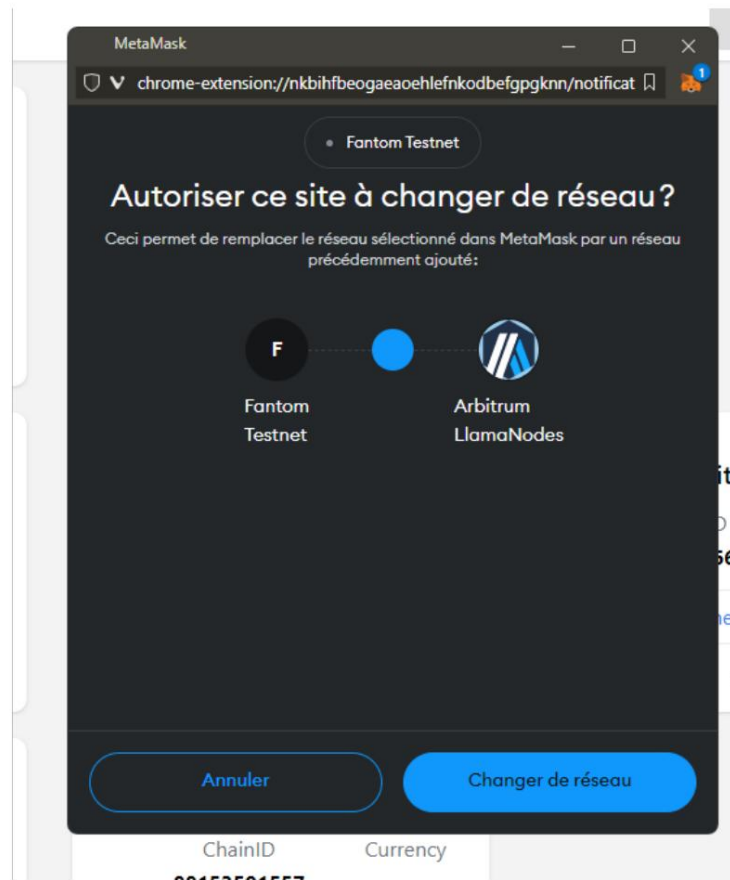 MetaMask
chrome-extension://nkbihfbeogaeaoehlefnkodbefgpgknn/notificat
1
Fantom Testnet
Autoriser ce site à changer de réseau?
Ceci permet de remplacer le réseau sélectionné dans MetaMask par un réseau
précédemment ajouté:
F
Fantom
Testnet
Arbitrum
LlamaNodes
Annuler
Changer de réseau
ChainID
Currency